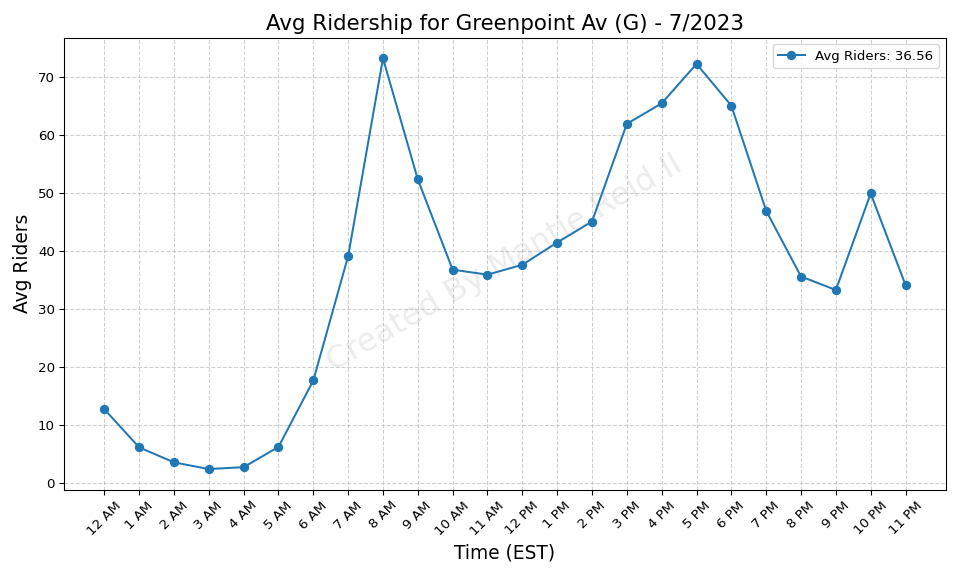 Avg Ridership for Greenpoint Av (G) - 7/2023
Avg Riders: 36.56
Avg Riders
70
60
50
40
30
20
10
0
Created By Mantie Reid II
12 AM
1 AM
2 AM
3 AM
4 AM
5 AM
6 AM
7 AM
8 AM
9 AM
10 AM
11 AM
12 PM
1 PM
2 PM
3 PM
4 PM
5 PM
6 PM
7 PM
8 PM
9 PM
10 PM
11 PM
Time (EST)